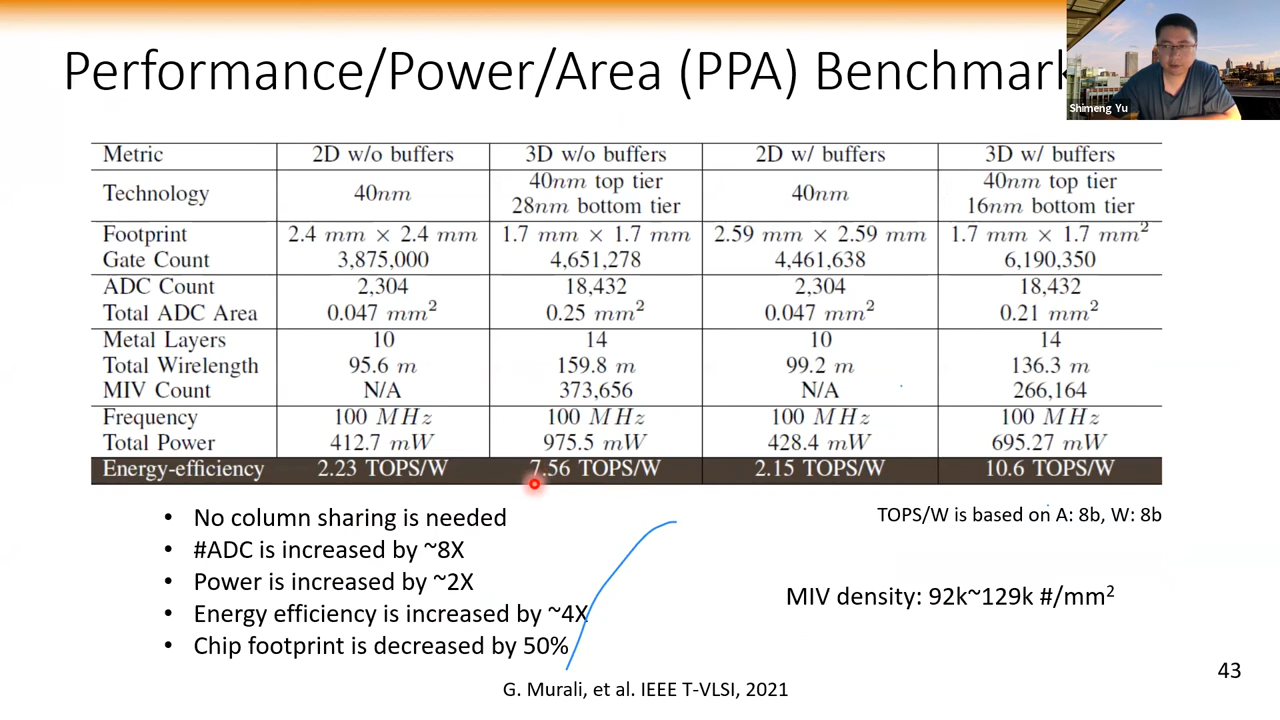 Performance/Power/Area (PPA) Benchmark
Shimeng Yu
Metric 2D w/o buffers 3D w/o buffers 2D w/ buffers 3D w/ buffers
Technology 40nm 40nm top tier 28nm bottom tier 40nm 40nm top tier 16nm bottom tier
Footprint 2.4 mm × 2.4 mm 1.7 mm × 1.7 mm 2.59 mm × 2.59 mm 1.7 mm × 1.7 mm²
Gate Count 3,875,000 4,651,278 4,461,638 6,190,350
ADC Count 2,304 18,432 2,304 18,432
Total ADC Area 0.047 mm² 0.25 mm² 0.047 mm² 0.21 mm²
Metal Layers 10 14 10 14
Total Wirelength 95.6 m 159.8 m 99.2 m 136.3 m
MIV Count N/A 373,656 N/A 266,164
Frequency 100 MHz 100 MHz 100 MHz 100 MHz
Total Power 412.7 mW 975.5 mW 428.4 mW 695.27 mW
Energy-efficiency 2.23 TOPS/W 7.56 TOPS/W 2.15 TOPS/W 10.6 TOPS/W
• No column sharing is needed
• #ADC is increased by ~8X
• Power is increased by ~2X
• Energy efficiency is increased by ~4X
• Chip footprint is decreased by 50%
TOPS/W is based on A: 8b, W: 8b
MIV density: 92k~129k #/mm²
G. Murali, et al. IEEE T-VLSI, 2021
43